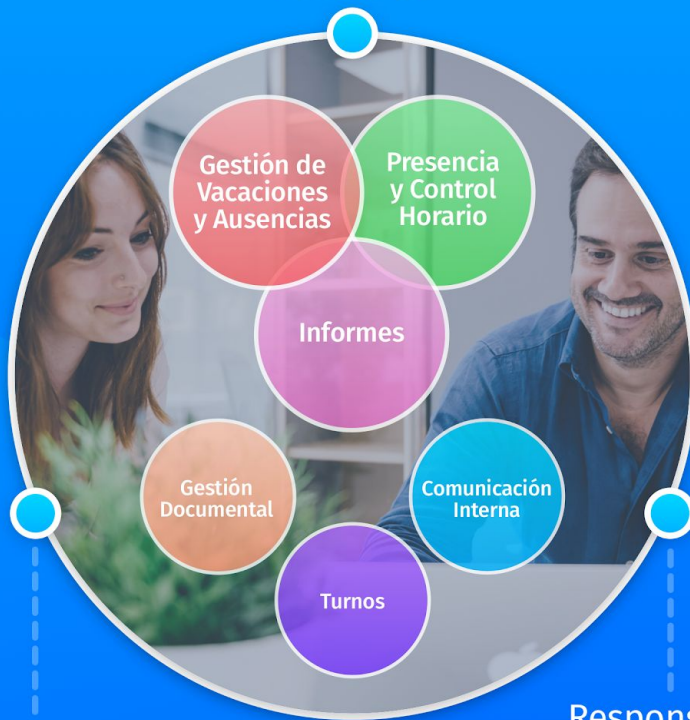 Gestión de
Vacaciones
y Ausencias
Presencia
y Control
Horario
Informes
Gestión
Documental
Comunicación
Interna
Turnos